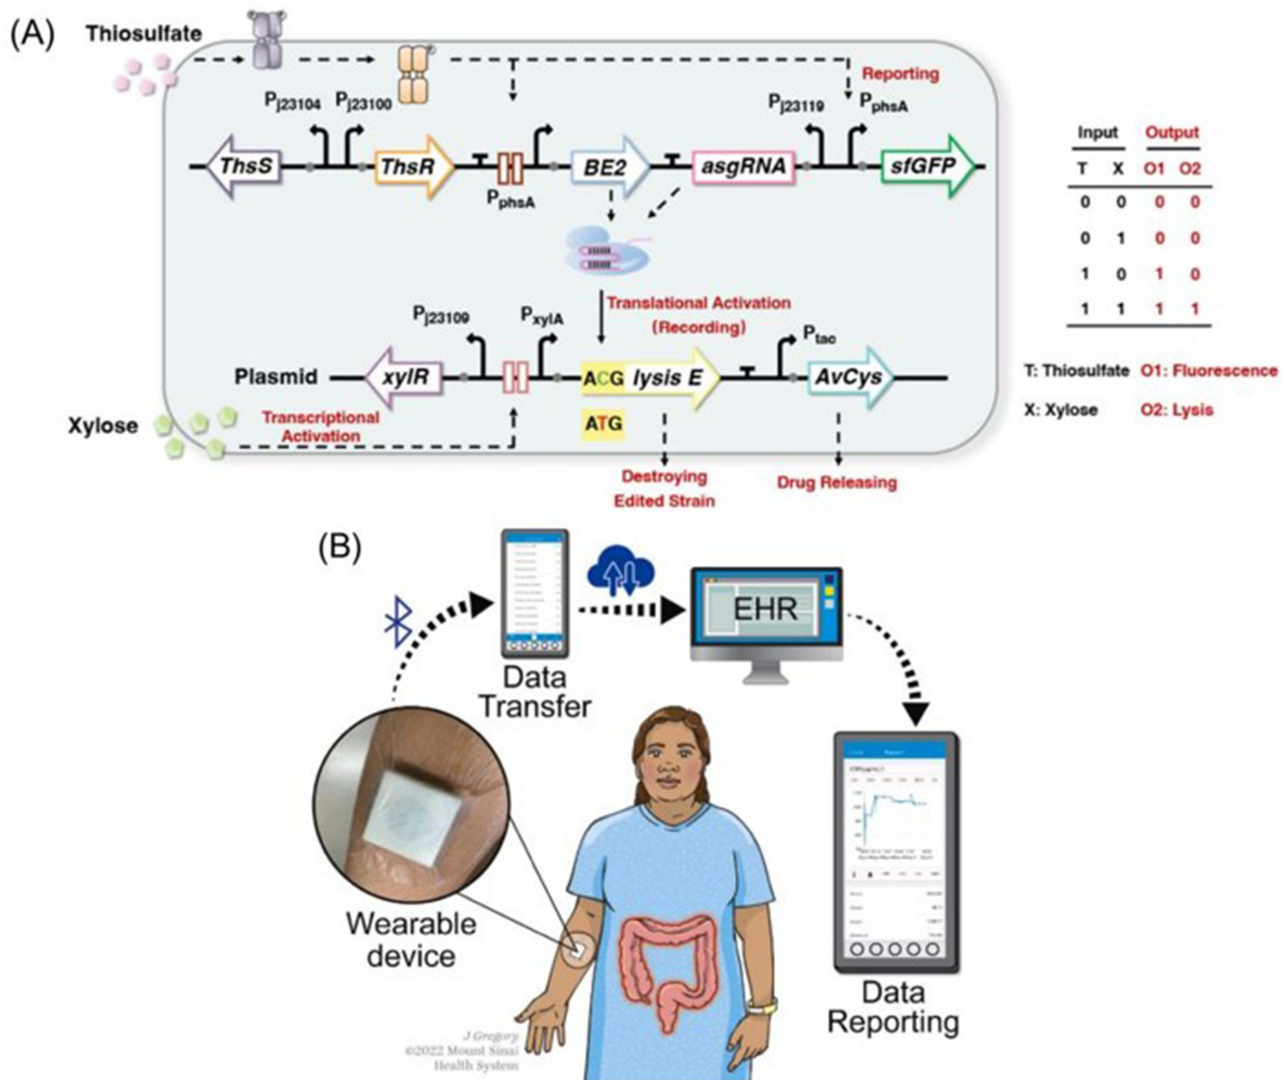 (A)
Thiosulfate
Reporting
Pj23104
Pj23100
Pj23119
PphsA
ThsS
ThsR
BE2
asgRNA
sfGFP
PphsA
Translational Activation
(Recording)
Pj23109
PxylA
Ptac
Plasmid
xylR
ACG lysis E
AvCys
ATG
Xylose
Transcriptional
Activation
Destroying
Edited Strain
Drug Releasing
Input Output
T X O1 O2
0 0 0 0
0 1 0 0
1 0 1 0
1 1 1 1
T: Thiosulfate O1: Fluorescence
X: Xylose O2: Lysis
(B)
EHR
Data
Transfer
Wearable
device
Data
Reporting
J Gregory
©2022 Mount Sinai
Health System